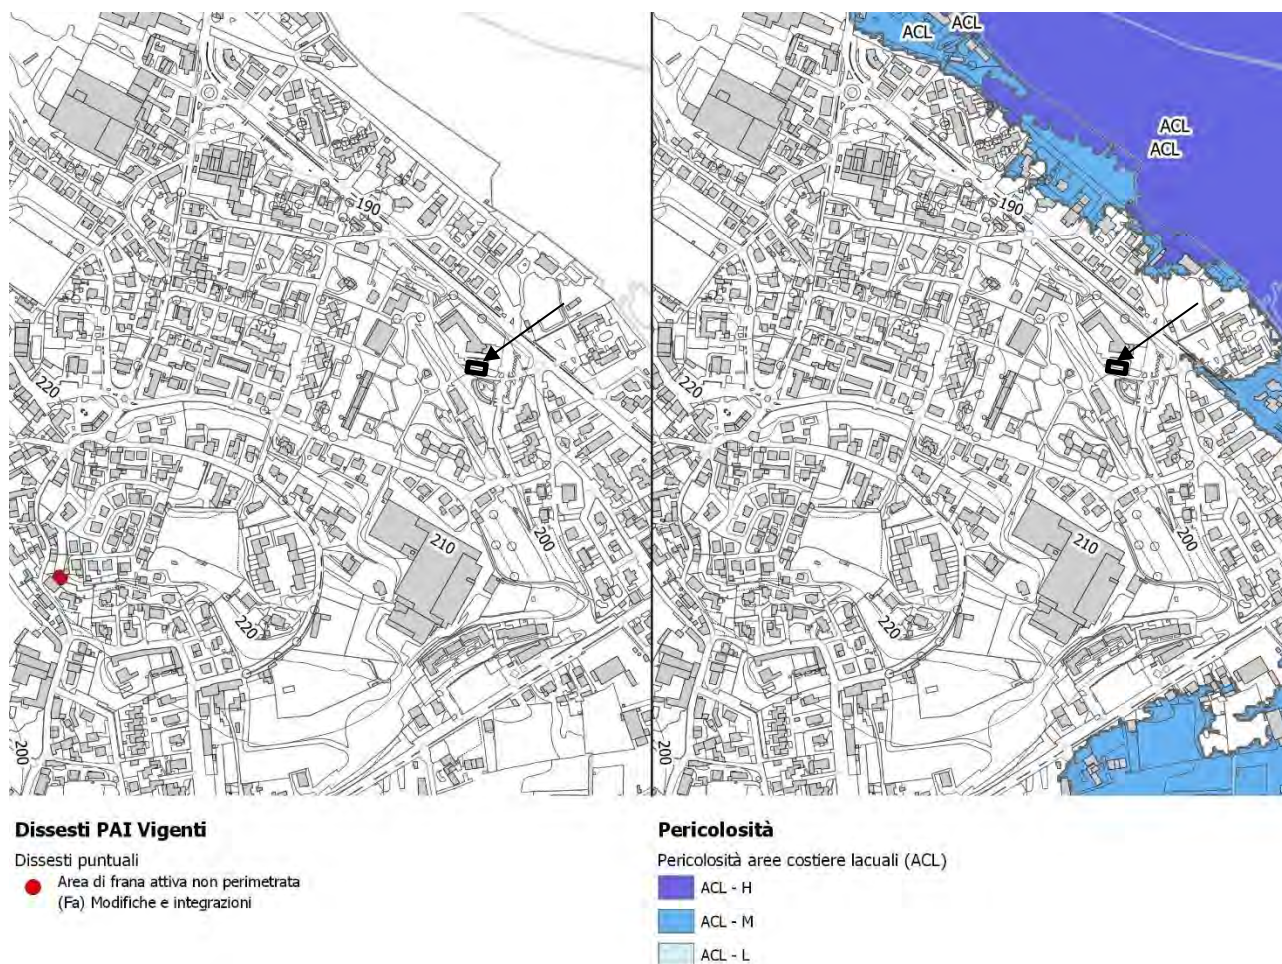 190
220
210
200
220
200
ACL
ACL
ACL
ACL
190
220
210
200
220
200
Dissesti PAI Vigenti
Dissesti puntuali
Area di frana attiva non perimetrata
(Fa) Modifiche e integrazioni
Pericolosità
Pericolosità aree costiere lacuali (ACL)
ACL - H
ACL - M
ACL - L